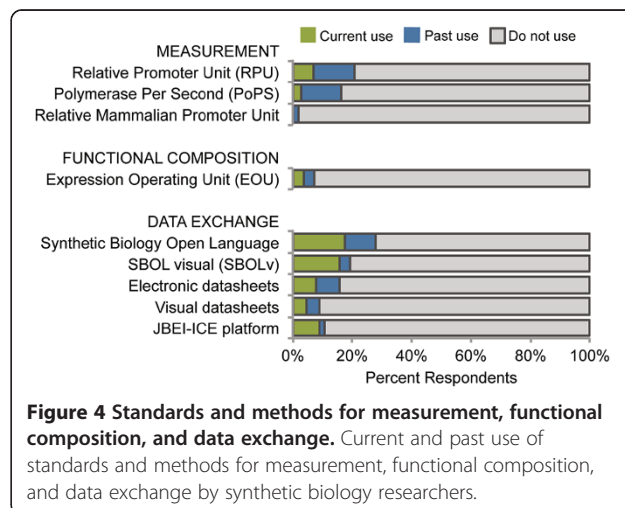 Current use Past use Do not use
MEASUREMENT
Relative Promoter Unit (RPU)
Polymerase Per Second (PoPS)
Relative Mammalian Promoter Unit
FUNCTIONAL COMPOSITION
Expression Operating Unit (EOU)
DATA EXCHANGE
Synthetic Biology Open Language
SBOL visual (SBOLv)
Electronic datasheets
Visual datasheets
JBEI-ICE platform
0% 20% 40% 60% 80% 100%
Percent Respondents
Figure 4 Standards and methods for measurement, functional
composition, and data exchange. Current and past use of
standards and methods for measurement, functional composition,
and data exchange by synthetic biology researchers.